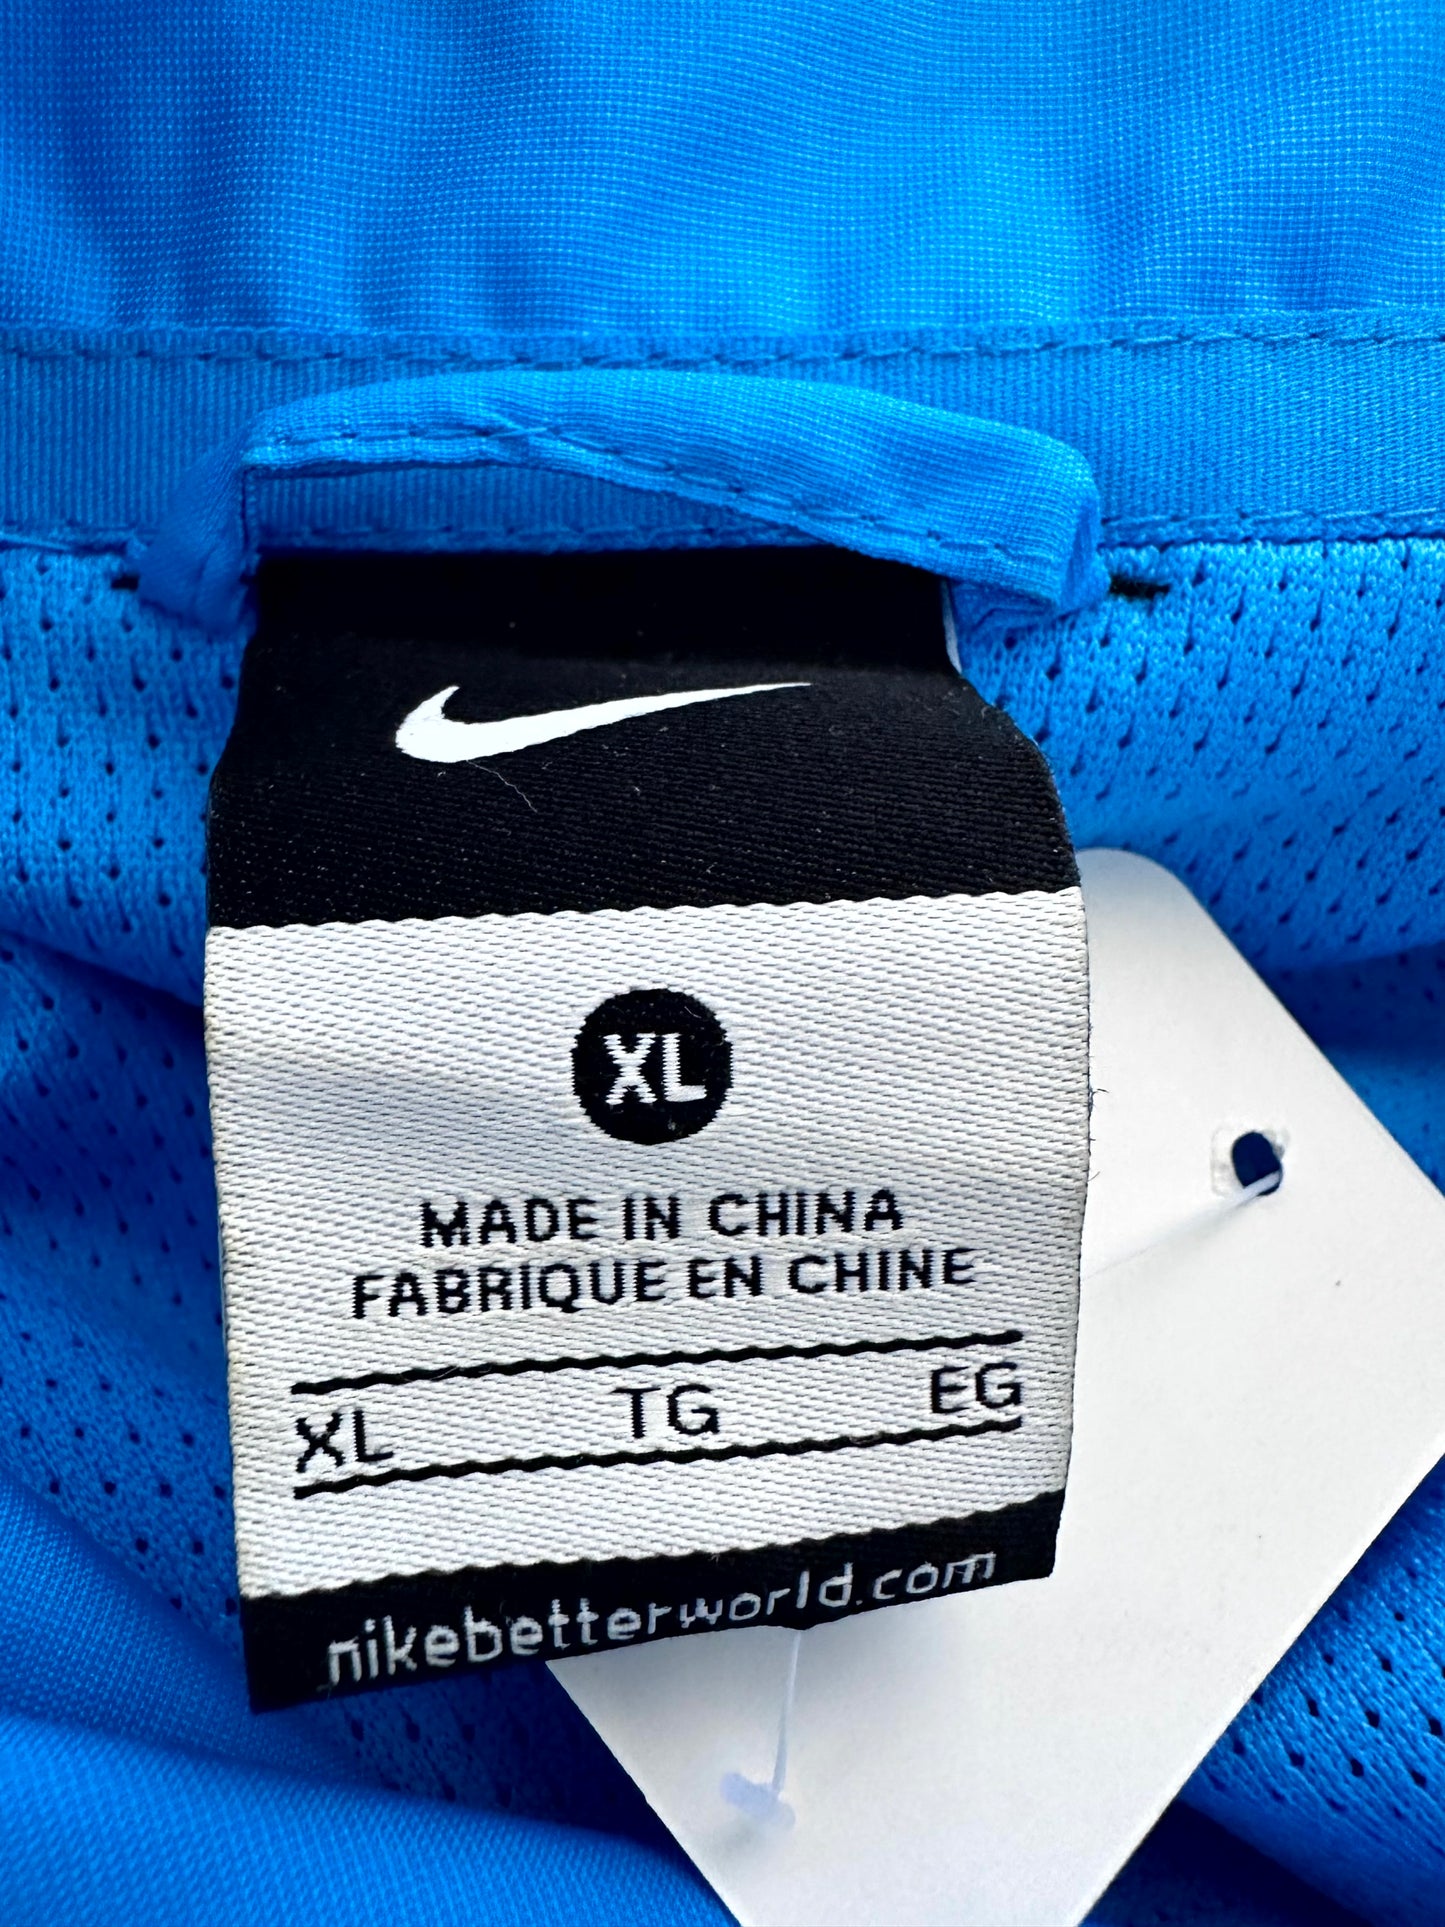 XL
MADE IN CHINA
FABRIQUE EN CHINE
XL TG EG
nikebetterworld.com